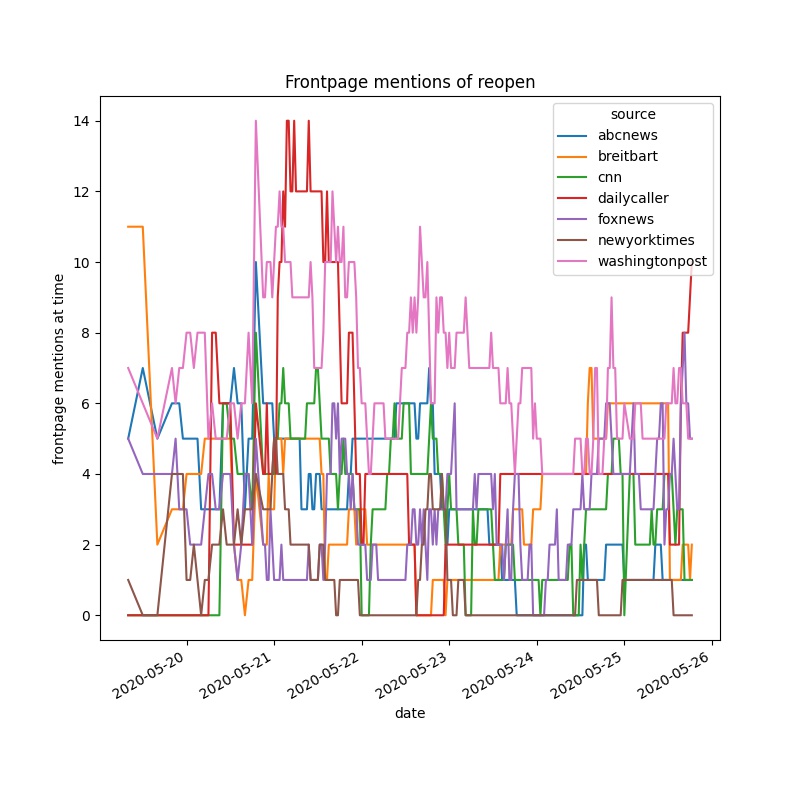 Frontpage mentions of reopen
source
abcnews
breitbart
cnn
dailycaller
foxnews
newyorktimes
washingtonpost
frontpage mentions at time
14
12
10
8
6
4
2
0
2020-05-20
2020-05-21
2020-05-22
2020-05-23
2020-05-24
2020-05-25
2020-05-26
date